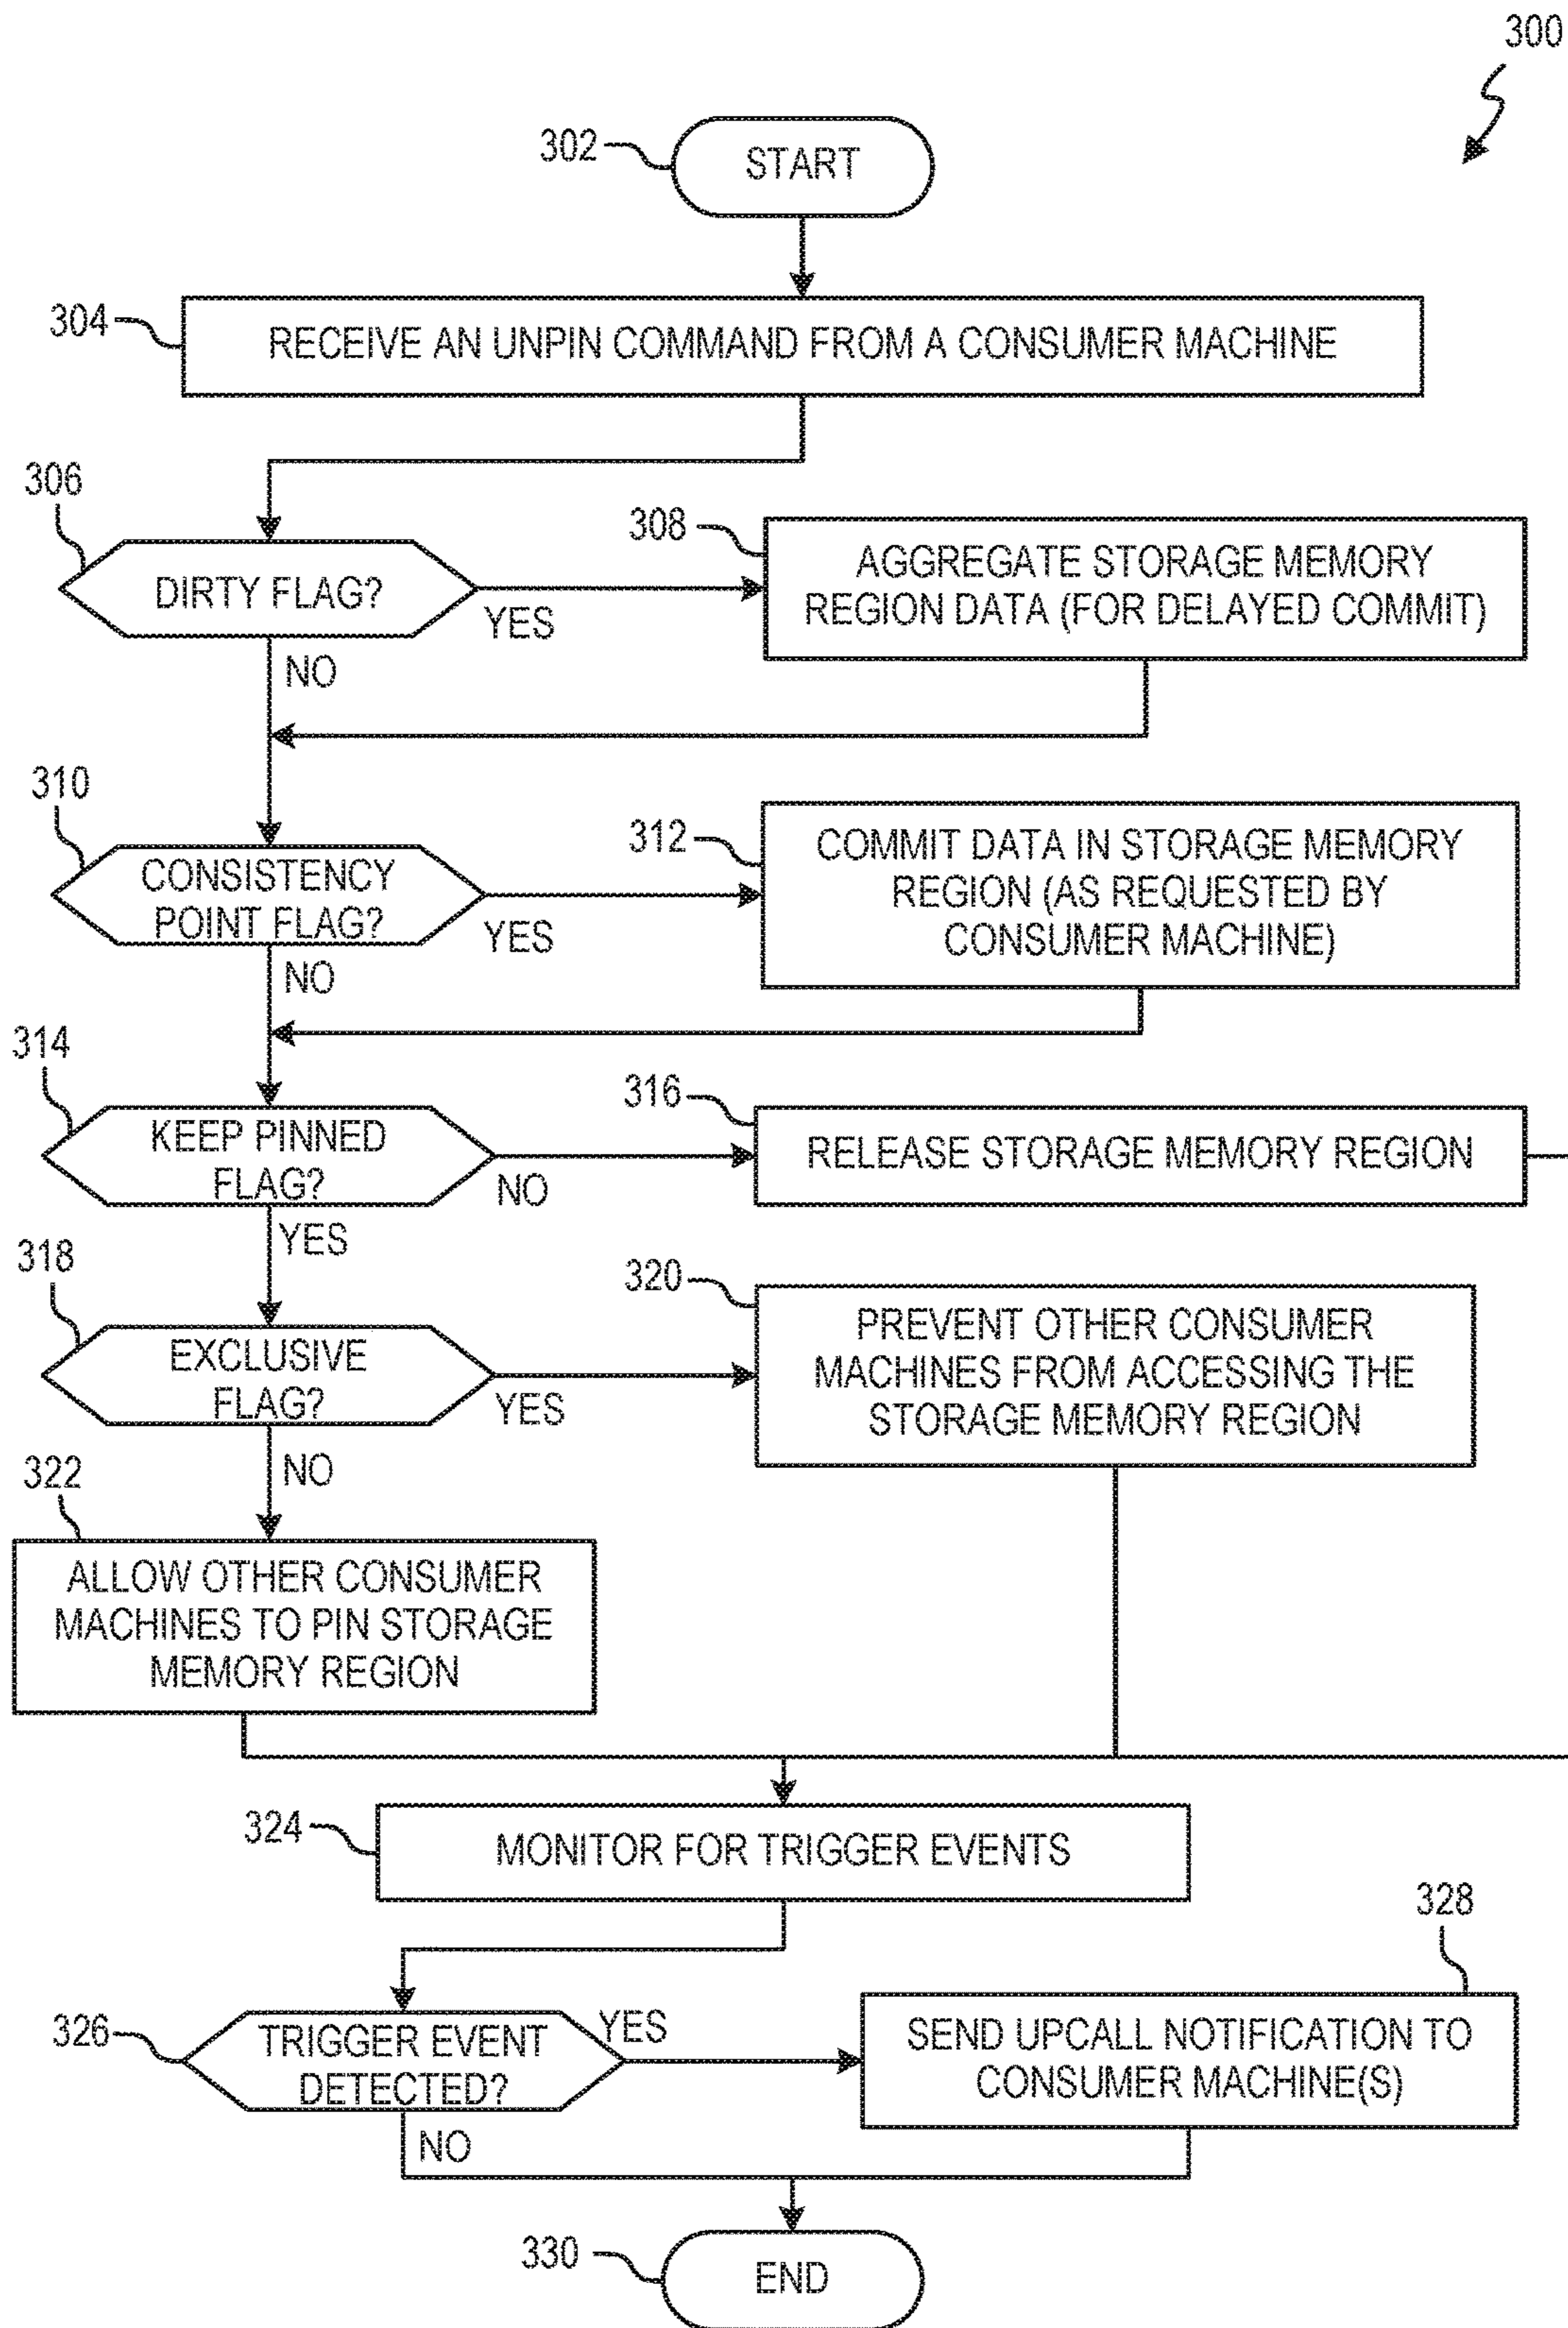 300
302
START
304
RECEIVE AN UNPIN COMMAND FROM A CONSUMER MACHINE
306
DIRTY FLAG?
YES
NO
308
AGGREGATE STORAGE MEMORY
REGION DATA (FOR DELAYED COMMIT)
310
CONSISTENCY
POINT FLAG?
YES
NO
312
COMMIT DATA IN STORAGE MEMORY
REGION (AS REQUESTED BY
CONSUMER MACHINE)
314
KEEP PINNED
FLAG?
NO
YES
316
RELEASE STORAGE MEMORY REGION
318
EXCLUSIVE
FLAG?
YES
NO
320
PREVENT OTHER CONSUMER
MACHINES FROM ACCESSING THE
STORAGE MEMORY REGION
322
ALLOW OTHER CONSUMER
MACHINES TO PIN STORAGE
MEMORY REGION
324
MONITOR FOR TRIGGER EVENTS
326
TRIGGER EVENT
DETECTED?
YES
NO
328
SEND UPCALL NOTIFICATION TO
CONSUMER MACHINE(S)
330
END